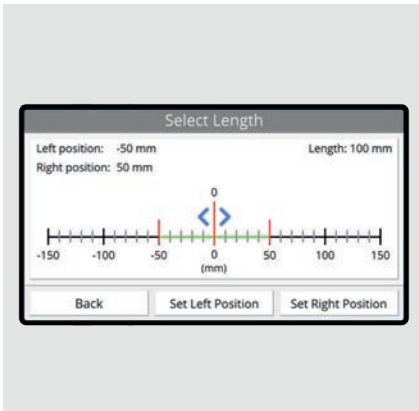 Select Length
Left position: -50 mm
Length: 100 mm
Right position: 50 mm
0
-150 -100 -50 0 50 100 150
(mm)
Back
Set Left Position
Set Right Position